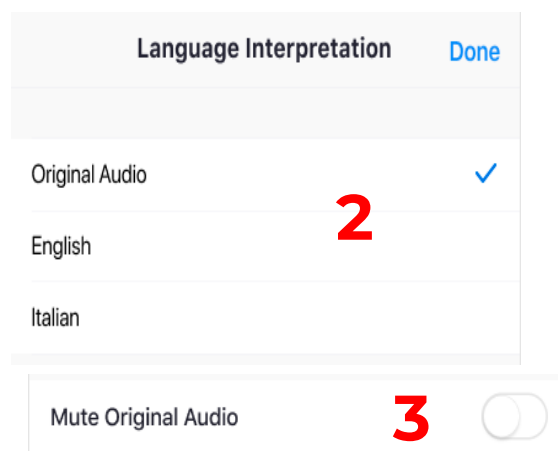 Language Interpretation Done
Original Audio
2
English
Italian
Mute Original Audio 3